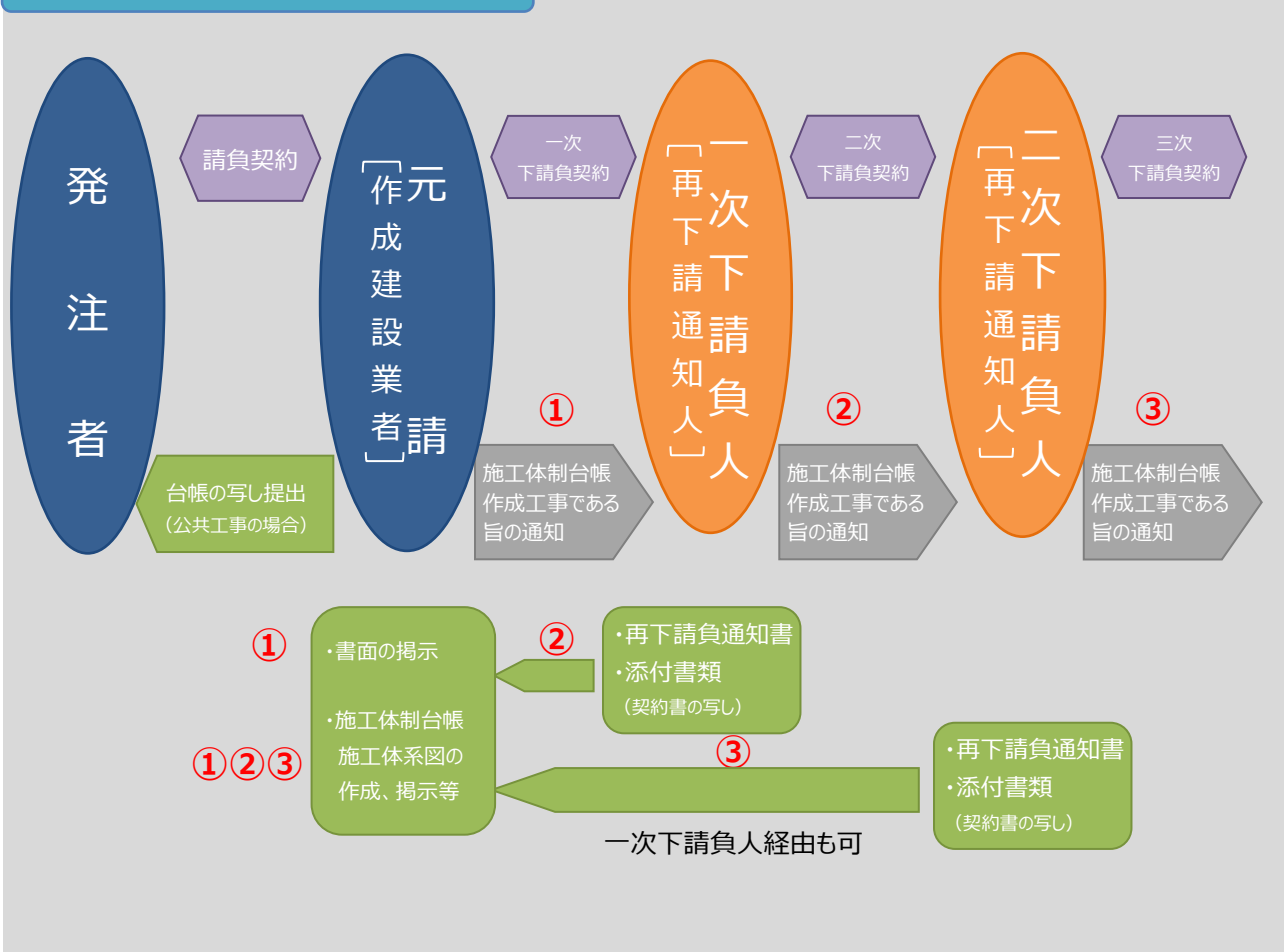 発注者
請負契約
元請
[作成建設業者]
一次
下請負契約
一次下請負人
[再下請通知人]
二次
下請負契約
二次下請負人
[再下請通知人]
三次
下請負契約
台帳の写し提出
(公共工事の場合)
①
施工体制台帳
作成工事である
旨の通知
②
施工体制台帳
作成工事である
旨の通知
③
施工体制台帳
作成工事である
旨の通知
①
・書面の掲示
①②③
・施工体制台帳
施工体系図の
作成、掲示等
②
・再下請負通知書
・添付書類
(契約書の写し)
③
・再下請負通知書
・添付書類
(契約書の写し)
一次下請負人経由も可